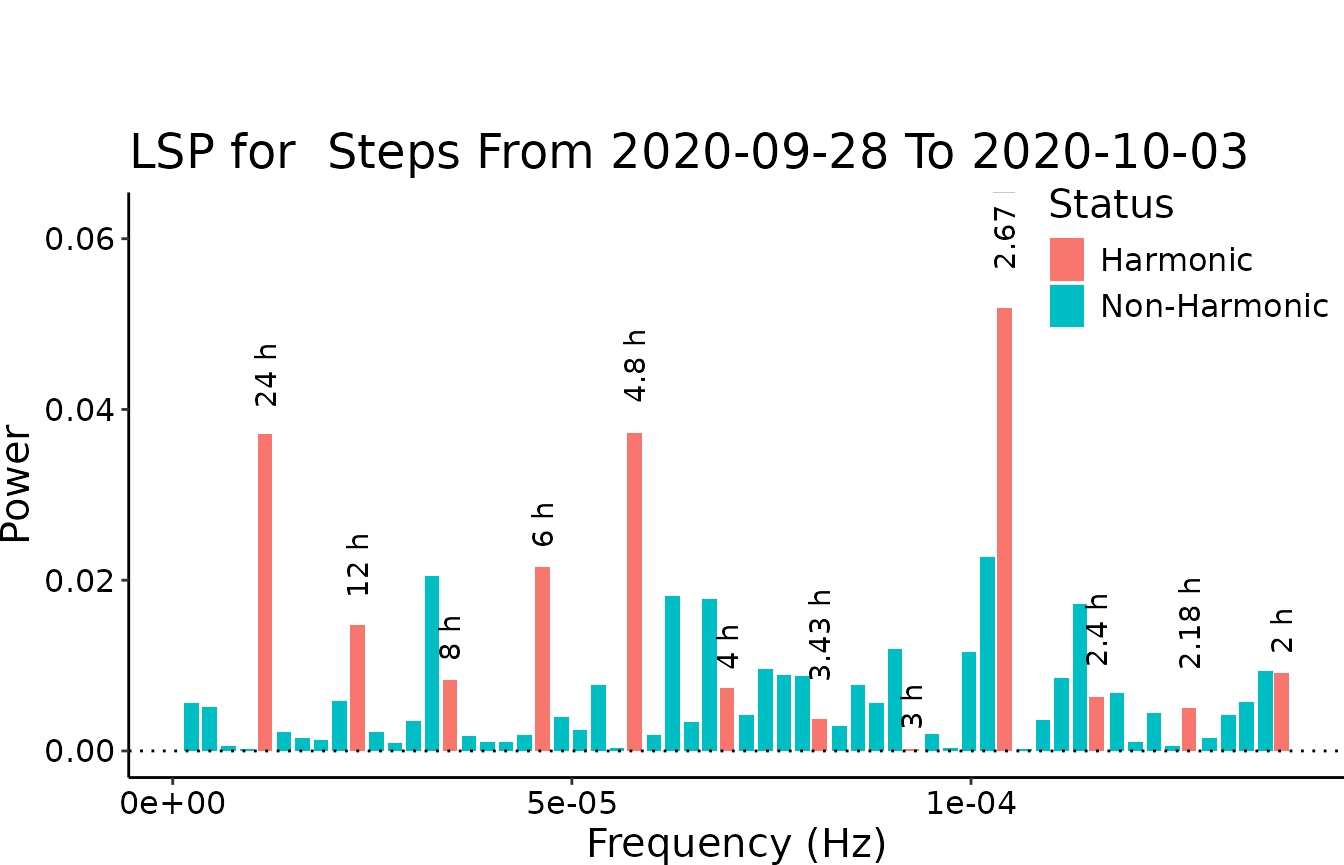 LSP for  Steps From 2020-09-28 To 2020-10-03
Status
Harmonic
Non-Harmonic
Power
0.06
0.04
0.02
0.00
24 h
12 h
8 h
6 h
4.8 h
4 h
3.43 h
3 h
2.67
2.4 h
2.18 h
2 h
0e+00
5e-05
1e-04
Frequency (Hz)